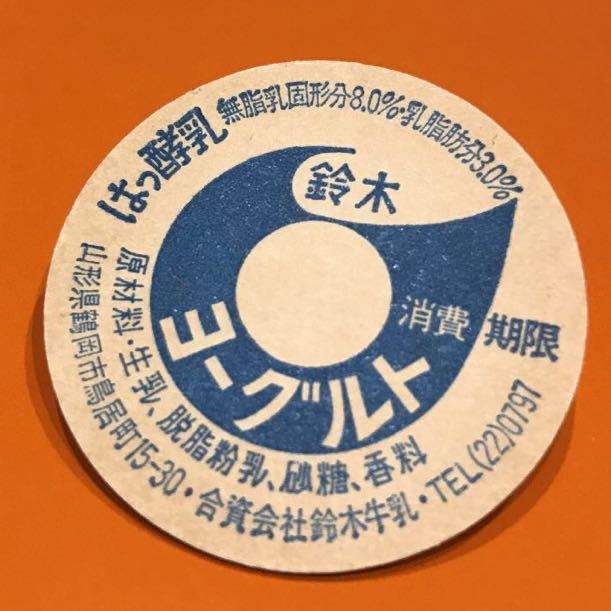 はっ酵乳 無脂乳固形分8.0%・乳脂肪分3.0%
鈴木
ヨーグルト
消費期限
原材料・生乳、脱脂粉乳、砂糖、香料
山形県鶴岡市鳥居町15-30・合資会社鈴木牛乳・TEL(22)0797